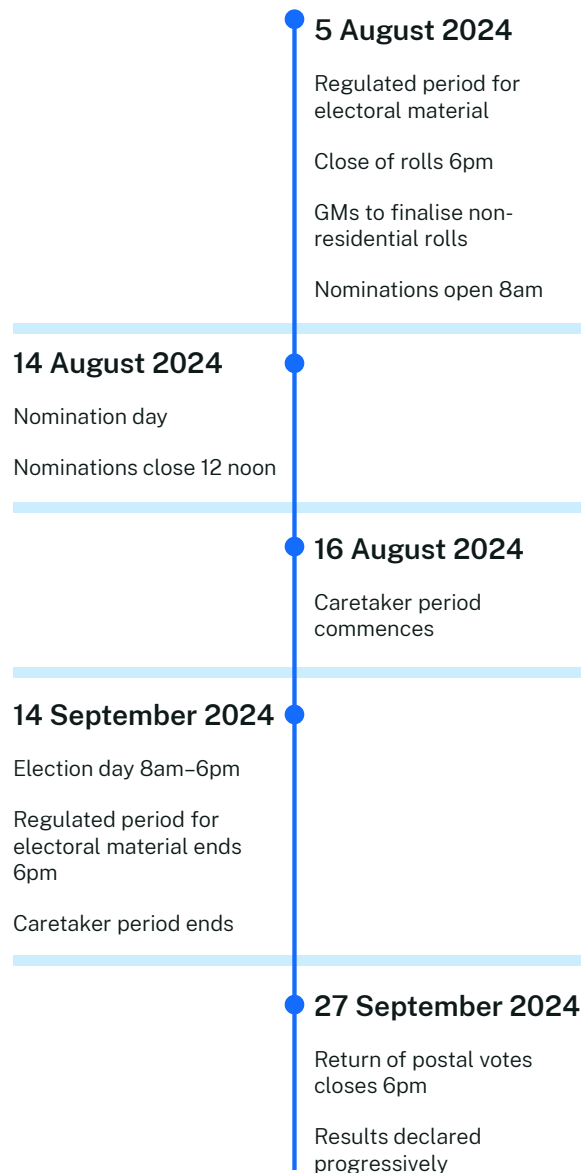 5 August 2024
Regulated period for
electoral material
Close of rolls 6pm
GMs to finalise non-
residential rolls
Nominations open 8am
14 August 2024
Nomination day
Nominations close 12 noon
16 August 2024
Caretaker period
commences
14 September 2024
Election day 8am–6pm
Regulated period for
electoral material ends
6pm
Caretaker period ends
27 September 2024
Return of postal votes
closes 6pm
Results declared
progressively